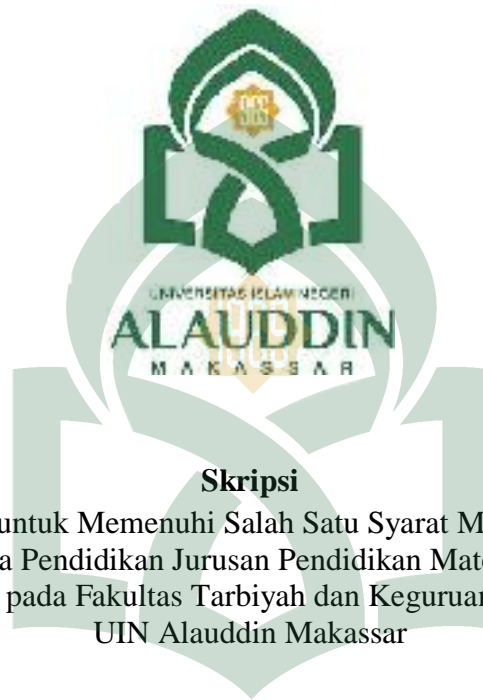 UNIVERSITAS ISLAM NEGERI
ALAUDDIN
MAKASSAR
Skripsi
untuk Memenuhi Salah Satu Syarat M
a Pendidikan Jurusan Pendidikan Mate
pada Fakultas Tarbiyah dan Keguruan
UIN Alauddin Makassar